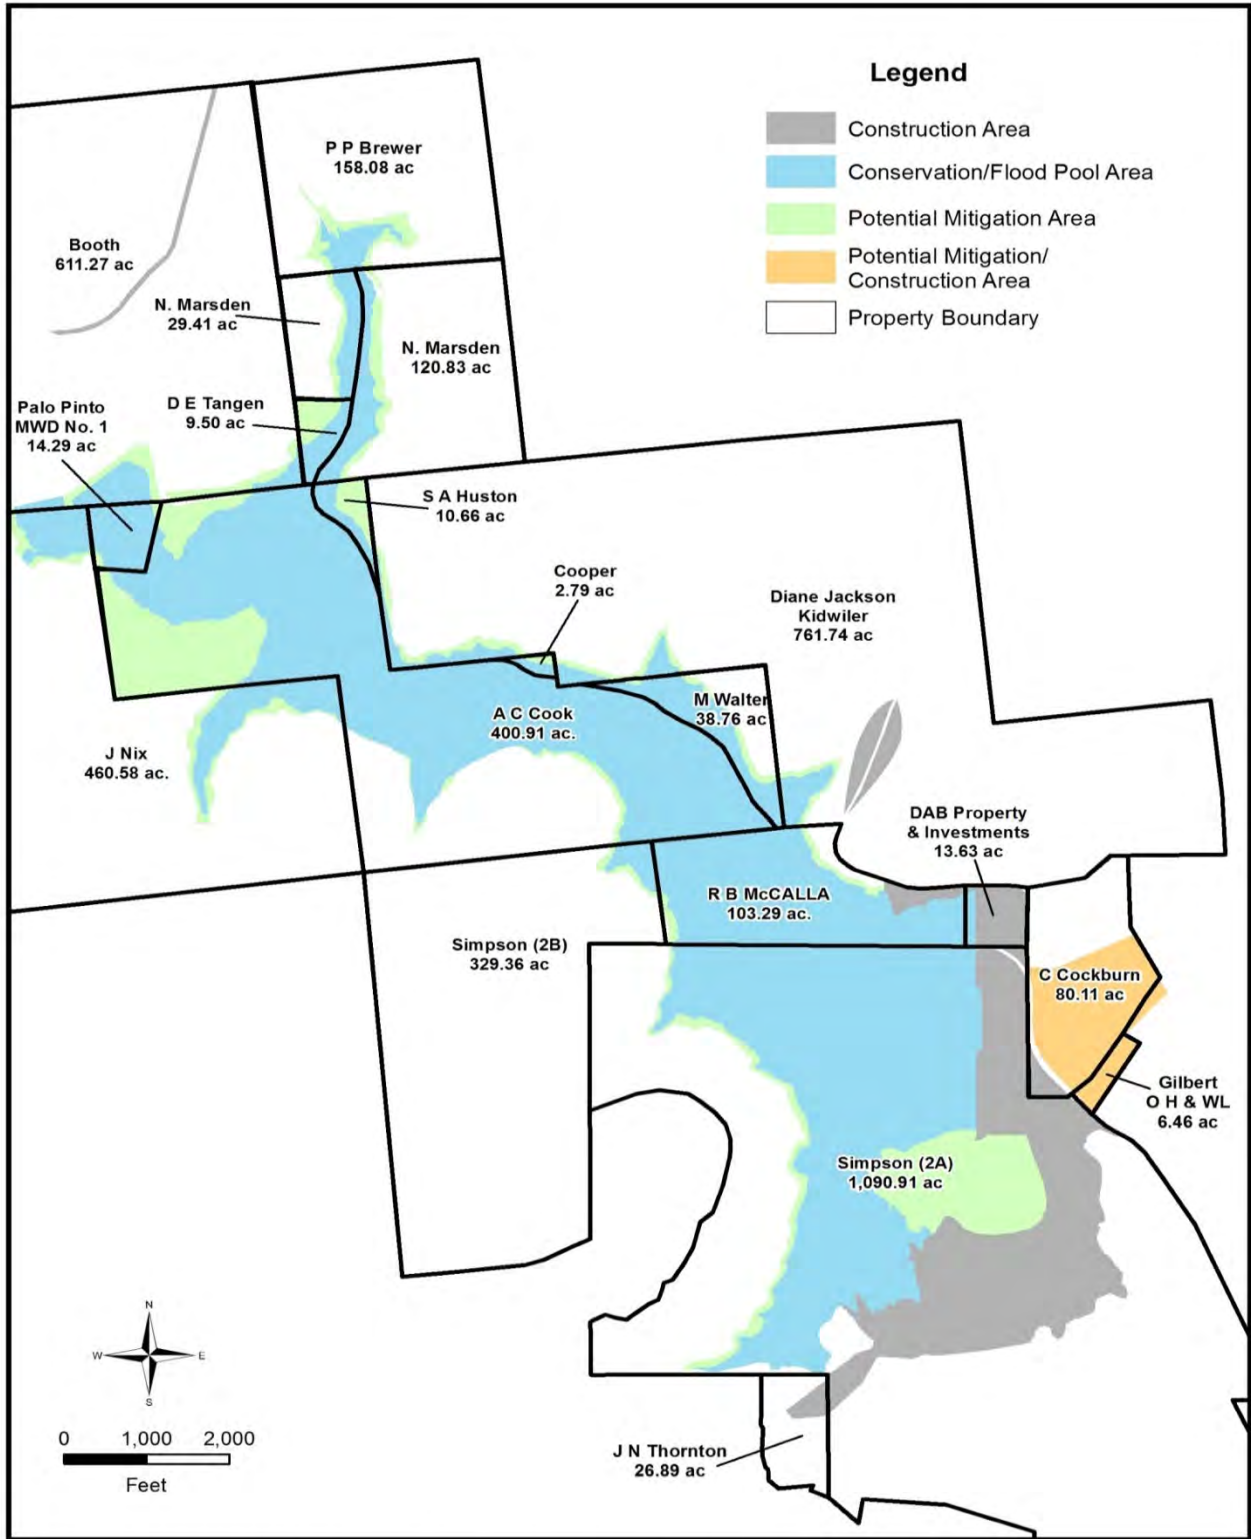 Legend
Construction Area
Conservation/Flood Pool Area
Potential Mitigation Area
Potential Mitigation/
Construction Area
Property Boundary
P P Brewer
158.08 ac
Booth
611.27 ac
N. Marsden
29.41 ac
N. Marsden
120.83 ac
D E Tangen
9.50 ac
Palo Pinto
MWD No. 1
14.29 ac
S A Huston
10.66 ac
Cooper
2.79 ac
Diane Jackson
Kidwiler
761.74 ac
M Walter
38.76 ac
A C Cook
400.91 ac.
J Nix
460.58 ac.
DAB Property
& Investments
13.63 ac
R B McCALLA
103.29 ac.
Simpson (2B)
329.36 ac
C Cockburn
80.11 ac
Gilbert
O H & WL
6.46 ac
Simpson (2A)
1,090.91 ac
N
W
E
S
0 1,000 2,000
Feet
J N Thornton
26.89 ac